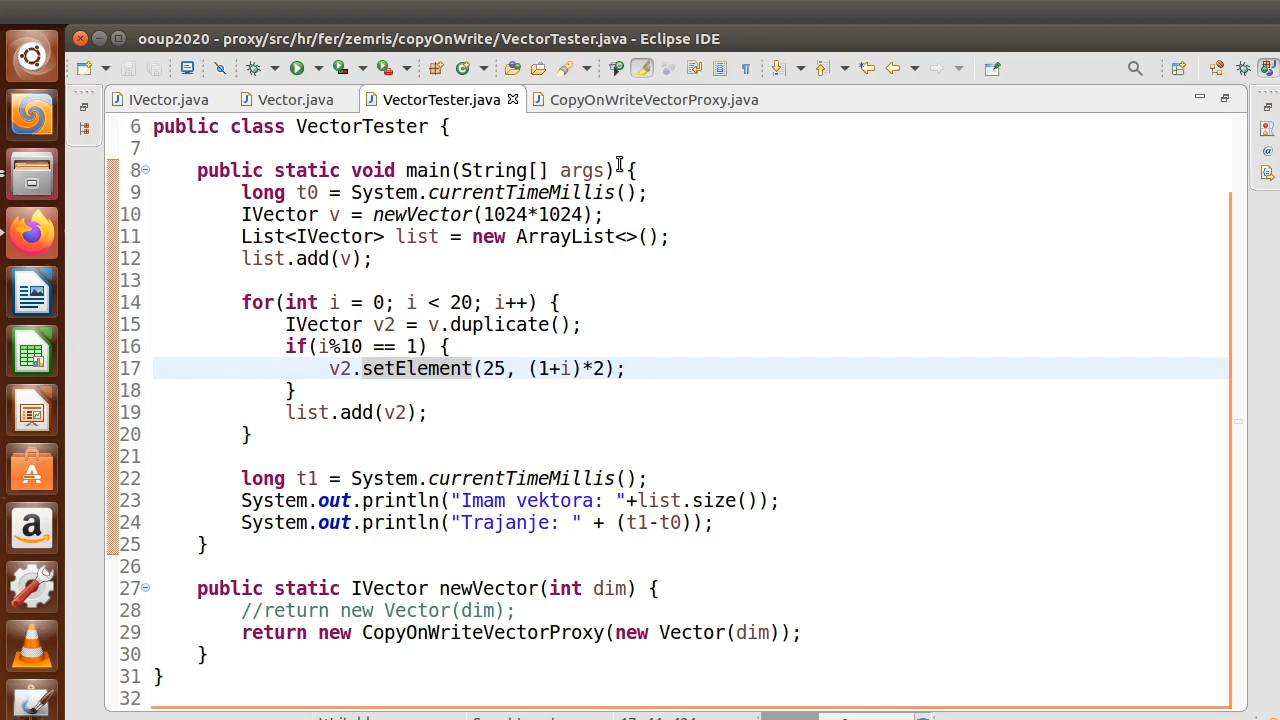 ooup2020 - proxy/src/hr/fer/zemris/copyOnWrite/VectorTester.java - Eclipse IDE
IVector.java Vector.java VectorTester.java CopyOnWriteVectorProxy.java
6 public class VectorTester {
7
8 public static void main(String[] args) {
9 long t0 = System.currentTimeMillis();
10 IVector v = newVector(1024*1024);
11 List<IVector> list = new ArrayList<>();
12 list.add(v);
13
14 for(int i = 0; i < 20; i++) {
15 IVector v2 = v.duplicate();
16 if(i%10 == 1) {
17 v2.setElement(25, (1+i)*2);
18 }
19 list.add(v2);
20 }
21
22 long t1 = System.currentTimeMillis();
23 System.out.println("Imam vektora: "+list.size());
24 System.out.println("Trajanje: " + (t1-t0));
25 }
26
27 public static IVector newVector(int dim) {
28 //return new Vector(dim);
29 return new CopyOnWriteVectorProxy(new Vector(dim));
30 }
31 }
32